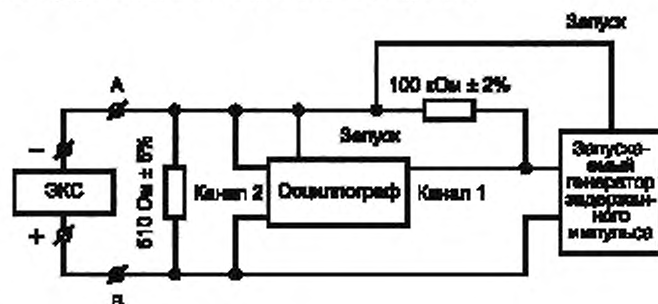 Запуск
А
100 кОм ± 2%
Запуск
–
ЭКС
+
510 Ом ± 5%
Канал 2
Осциллограф
Канал 1
Запуска-
емый
генератор
задержан-
ного
импульса